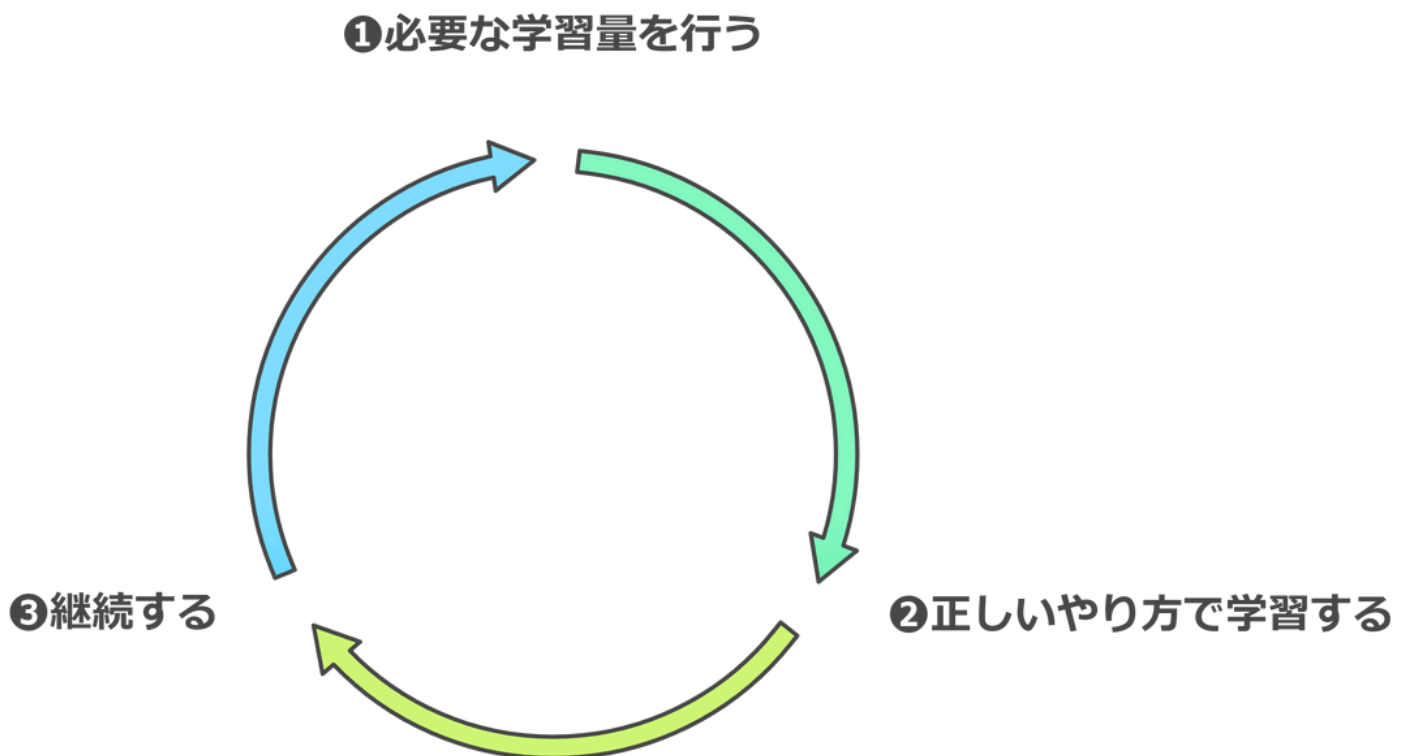 ❶必要な学習量を行う
❷正しいやり方で学習する
❸継続する